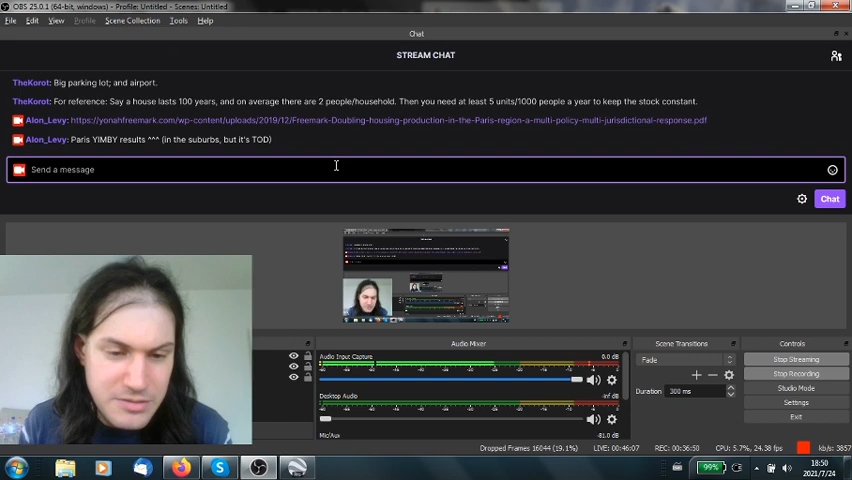 OBS 25.0.1 (64-bit, windows) - Profile: Untitled - Scenes: Untitled
File Edit View Profile Scene Collection Tools Help
Chat
STREAM CHAT
TheKorot: Big parking lot; and airport.
TheKorot: For reference: Say a house lasts 100 years, and on average there are 2 people/household. Then you need at least 5 units/1000 people a year to keep the stock constant.
Alon_Levy: https://yonahfreemark.com/wp-content/uploads/2019/12/Freemark-Doubling-housing-production-in-the-Paris-region-a-multi-policy-multi-jurisdictional-response.pdf
Alon_Levy: Paris YIMBY results ^^^ (in the suburbs, but it's TOD)
Send a message
Chat
Audio Mixer
Scene Transitions
Controls
Audio Input Capture 0.0 dB
Fade
Stop Streaming
Stop Recording
Duration 300 ms
Studio Mode
Desktop Audio -inf dB
Settings
Mic/Aux -81.0 dB
Exit
Dropped Frames 16044 (19.1%) LIVE: 00:46:07 REC: 00:36:50 CPU: 5.7%, 24.38 fps kb/s: 3857
99%
18:50
2021/7/24